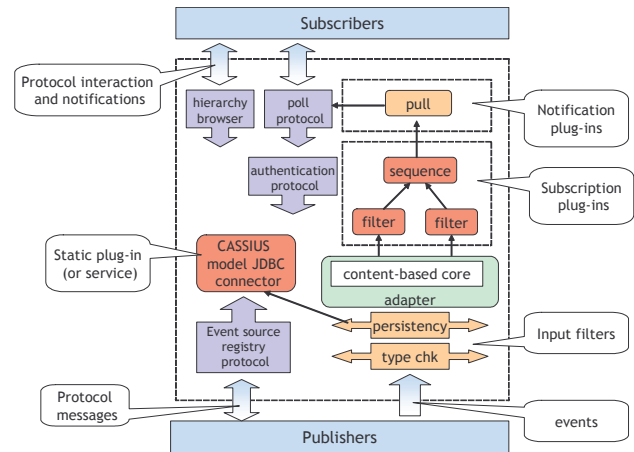 Subscribers
Protocol interaction
and notifications
hierarchy
browser
poll
protocol
pull
Notification
plug-ins
authentication
protocol
sequence
filter
filter
Subscription
plug-ins
Static plug-in
(or service)
CASSIUS
model JDBC
connector
content-based core
adapter
Event source
registry
protocol
persistency
type chk
Input filters
Protocol
messages
events
Publishers